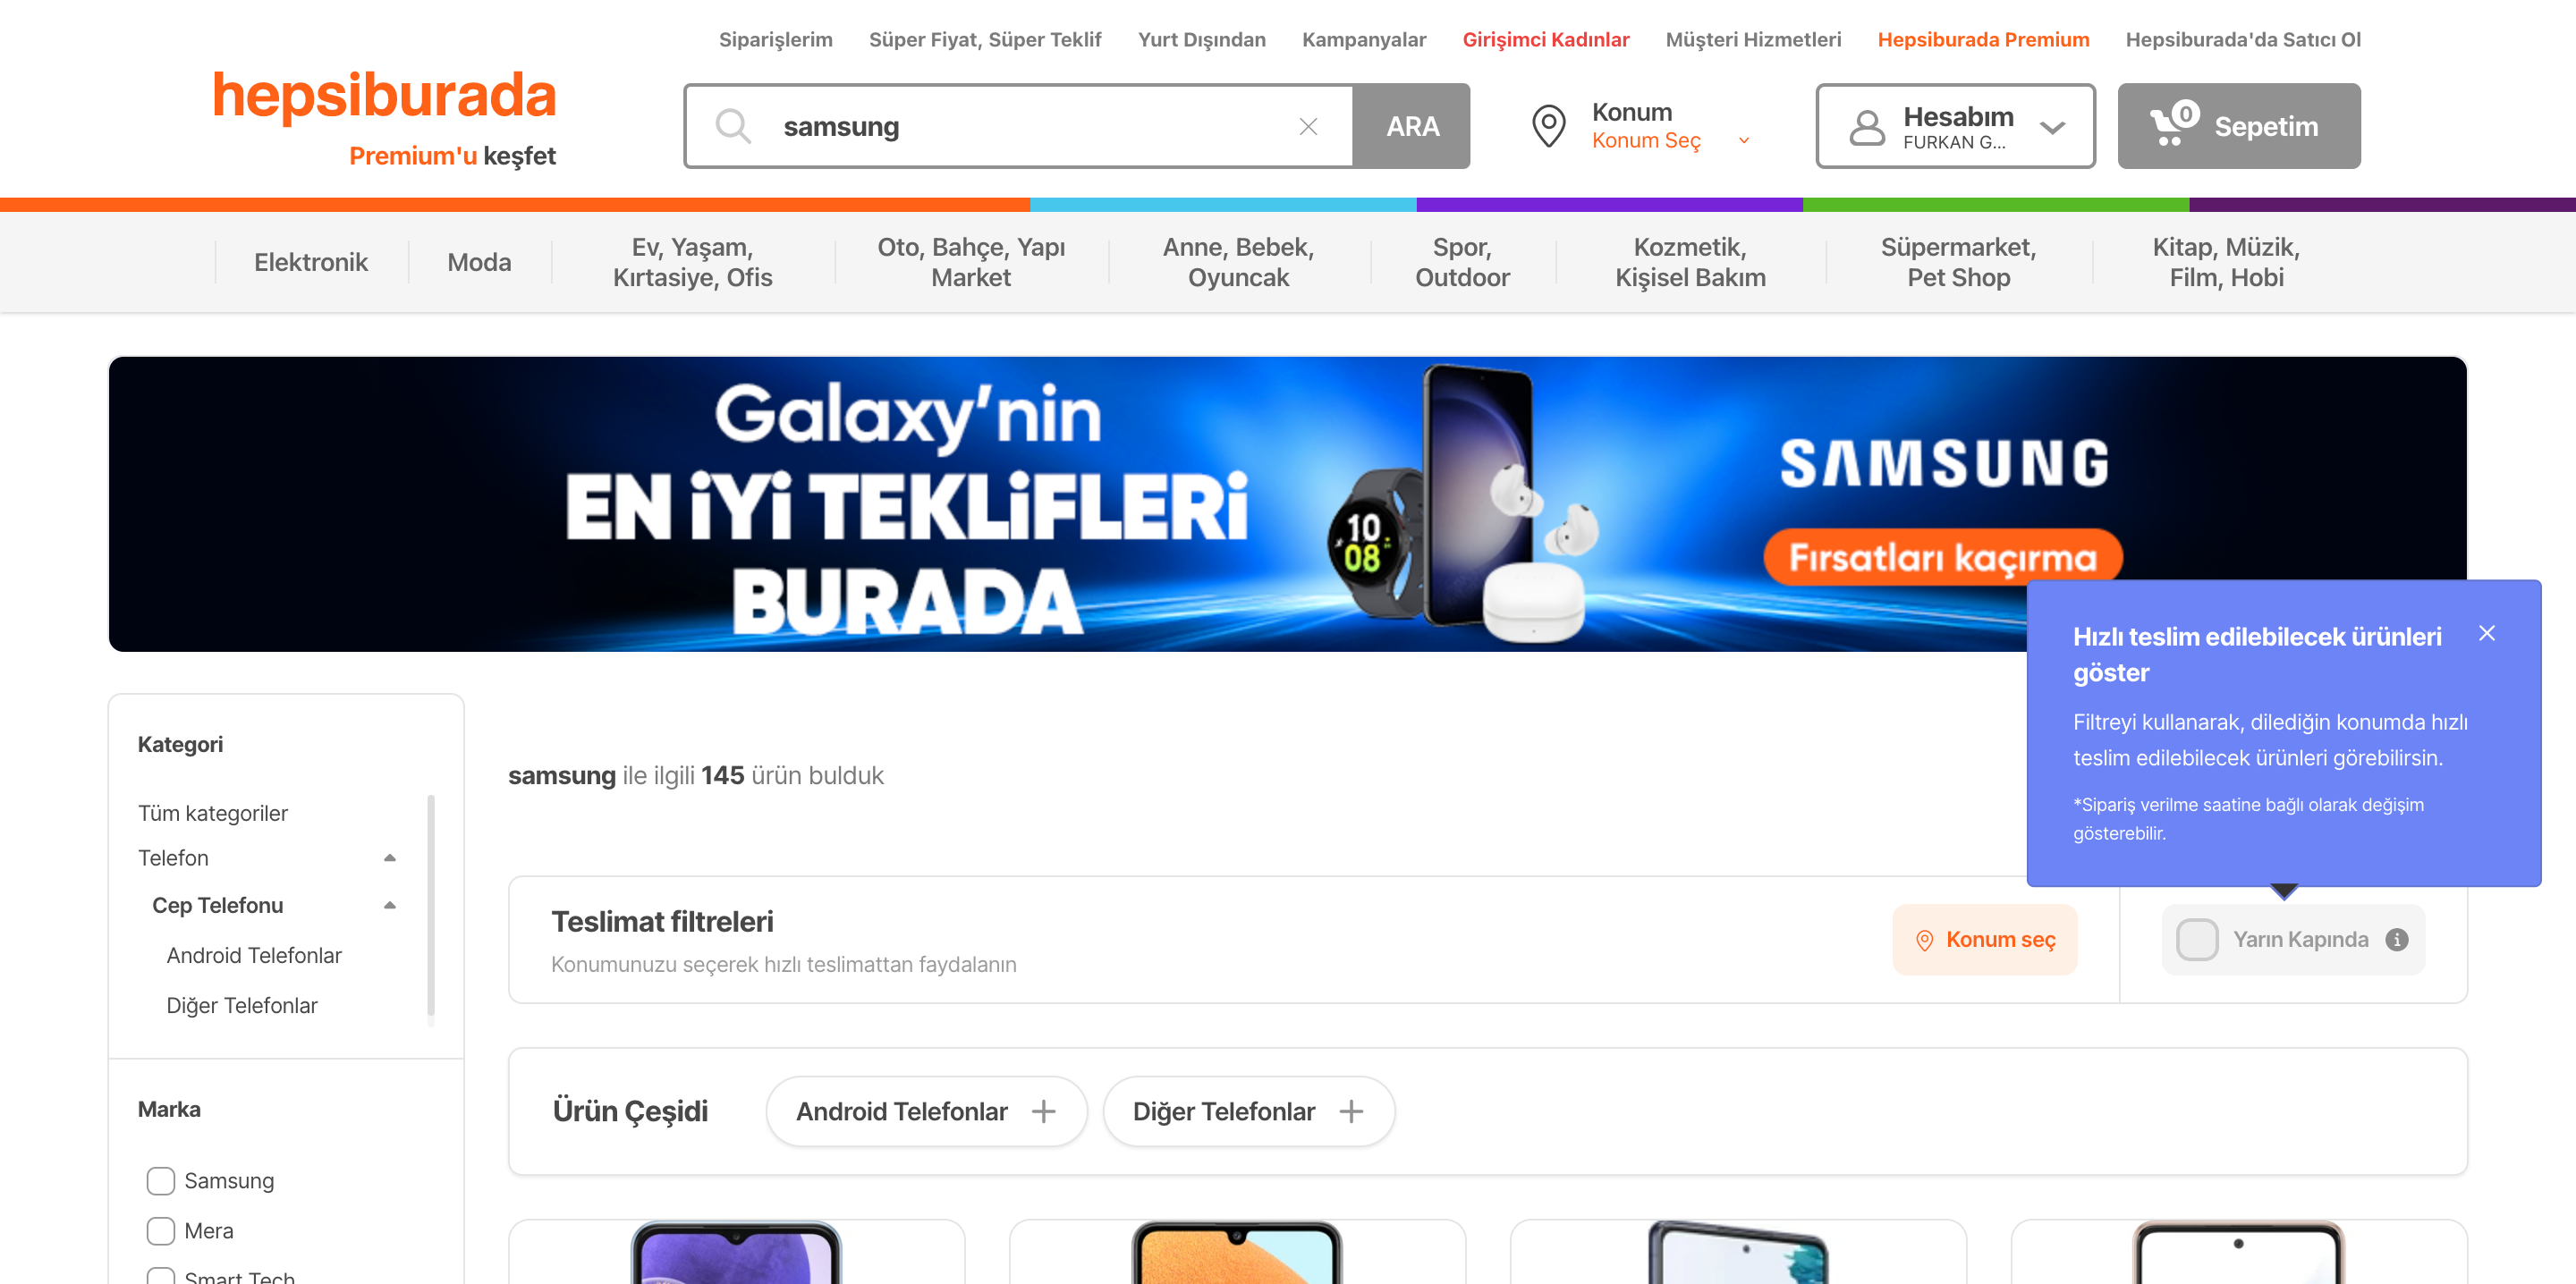 Siparişlerim
Süper Fiyat, Süper Teklif
Yurt Dışından
Kampanyalar
Girişimci Kadınlar
Müşteri Hizmetleri
Hepsiburada Premium
Hepsiburada'da Satıcı Ol
hepsiburada
Premium'u keşfet
samsung
ARA
Konum
Konum Seç
Hesabım
FURKAN G...
0
Sepetim
Elektronik
Moda
Ev, Yaşam,
Kırtasiye, Ofis
Oto, Bahçe, Yapı
Market
Anne, Bebek,
Oyuncak
Spor,
Outdoor
Kozmetik,
Kişisel Bakım
Süpermarket,
Pet Shop
Kitap, Müzik,
Film, Hobi
Galaxy'nin
EN iYi TEKLiFLERi
BURADA
10
08
SAMSUNG
Fırsatları kaçırma
Hızlı teslim edilebilecek ürünleri
göster
Filtreyi kullanarak, dilediğin konumda hızlı
teslim edilebilecek ürünleri görebilirsin.
*Sipariş verilme saatine bağlı olarak değişim
gösterebilir.
Kategori
Tüm kategoriler
Telefon
Cep Telefonu
Android Telefonlar
Diğer Telefonlar
Marka
Samsung
Mera
Smart Tech
samsung ile ilgili 145 ürün bulduk
Teslimat filtreleri
Konumunuzu seçerek hızlı teslimattan faydalanın
Konum seç
Yarın Kapında
Ürün Çeşidi
Android Telefonlar
Diğer Telefonlar